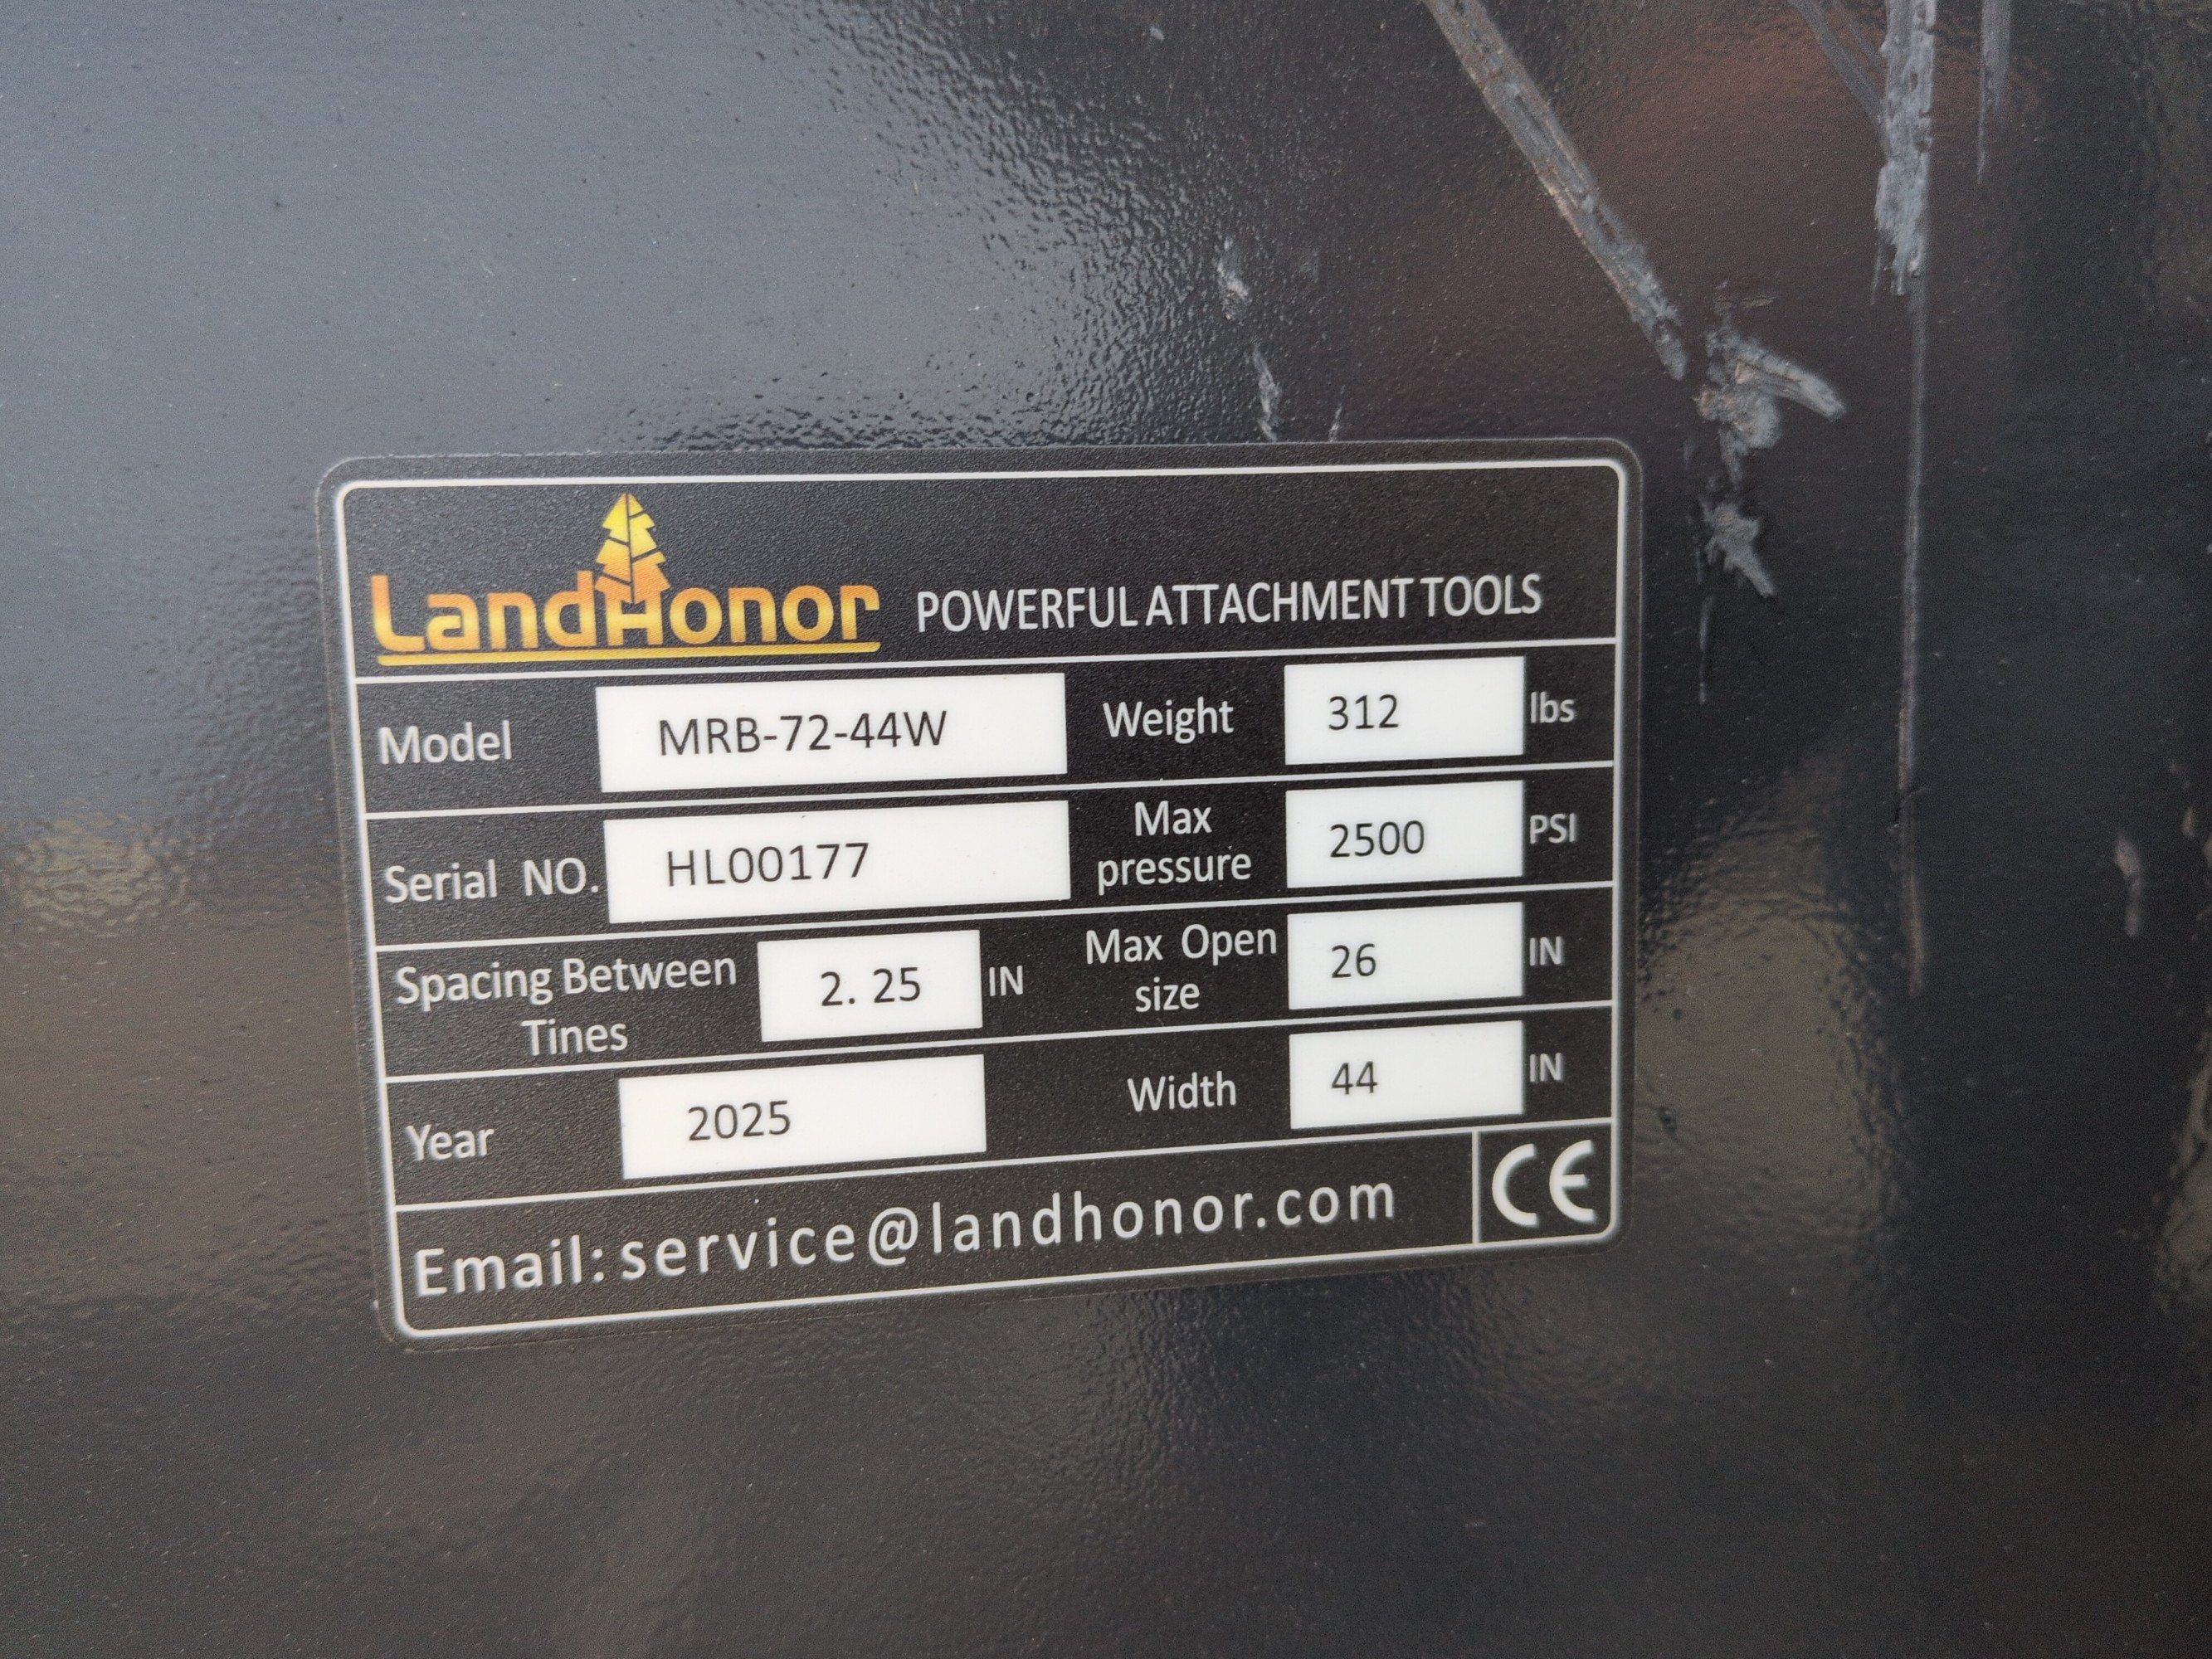 LandHonor POWERFUL ATTACHMENT TOOLS
Model MRB-72-44W Weight 312 lbs
Serial NO. HL00177 Max pressure 2500 PSI
Spacing Between Tines 2. 25 IN Max Open size 26 IN
Year 2025 Width 44 IN
Email: service@landhonor.com CE